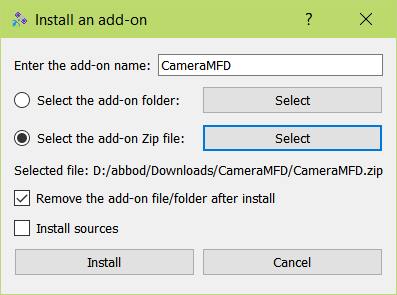 Install an add-on
Enter the add-on name: CameraMFD
Select the add-on folder: Select
Select the add-on Zip file: Select
Selected file: D:/abbod/Downloads/CameraMFD/CameraMFD.zip
Remove the add-on file/folder after install
Install sources
Install Cancel